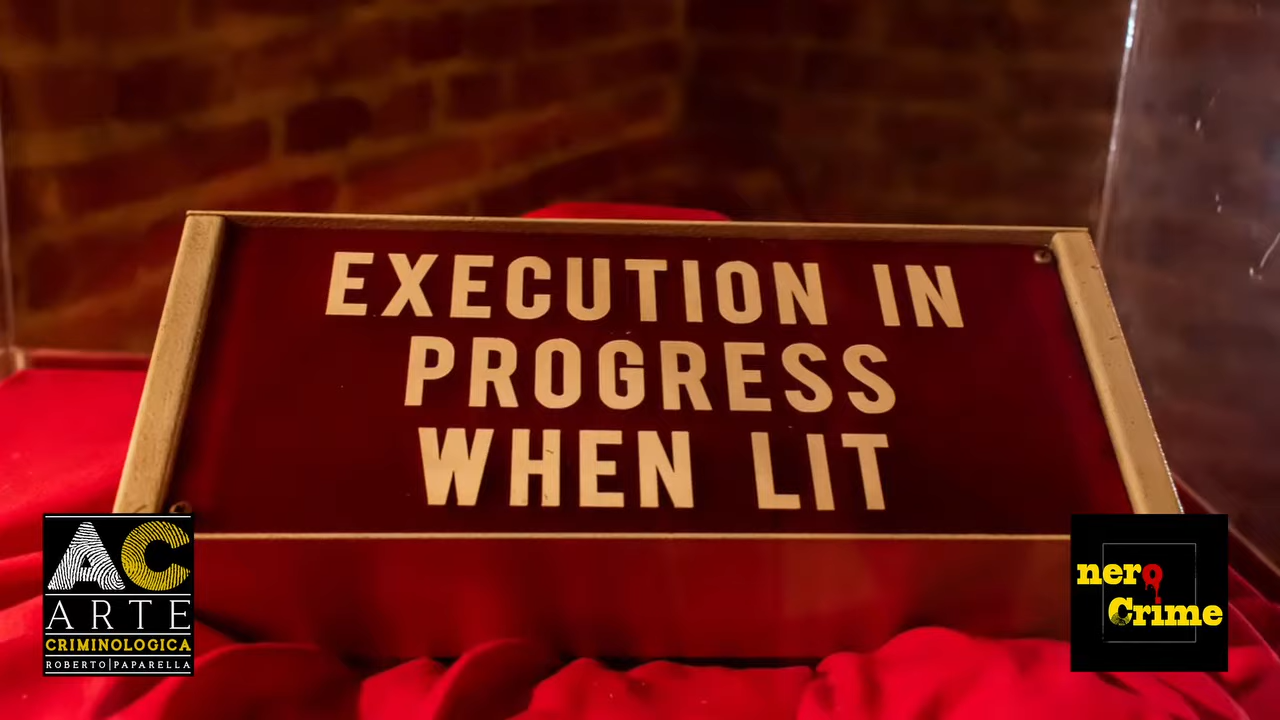 EXECUTION IN
PROGRESS
WHEN LIT
AC
ARTE
CRIMINOLOGICA
ROBERTO|PAPARELLA
nero
Crime